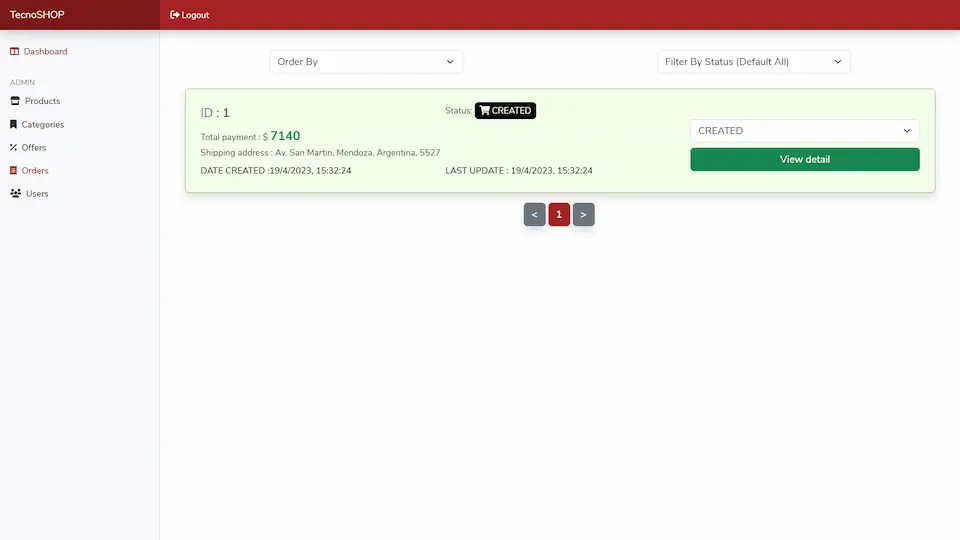 TecnoSHOP
Logout
Dashboard
ADMIN
Products
Categories
Offers
Orders
Users
Order By
Filter By Status (Default All)
ID : 1
Status: CREATED
Total payment : $ 7140
Shipping address : Av. San Martin, Mendoza, Argentina, 5527
DATE CREATED :19/4/2023, 15:32:24
LAST UPDATE : 19/4/2023, 15:32:24
CREATED
View detail
< 1 >